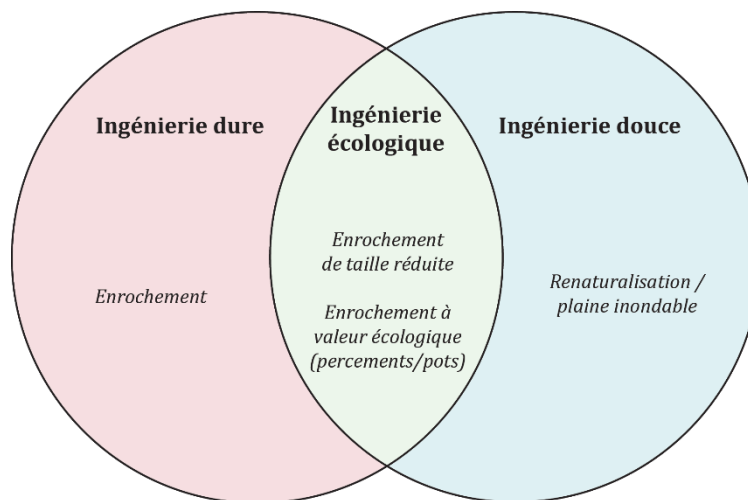 Ingénierie dure
Ingénierie
écologique
Ingénierie douce
Enrochement
Enrochement
de taille réduite
Enrochement à
valeur écologique
(percements/pots)
Renaturalisation /
plaine inondable